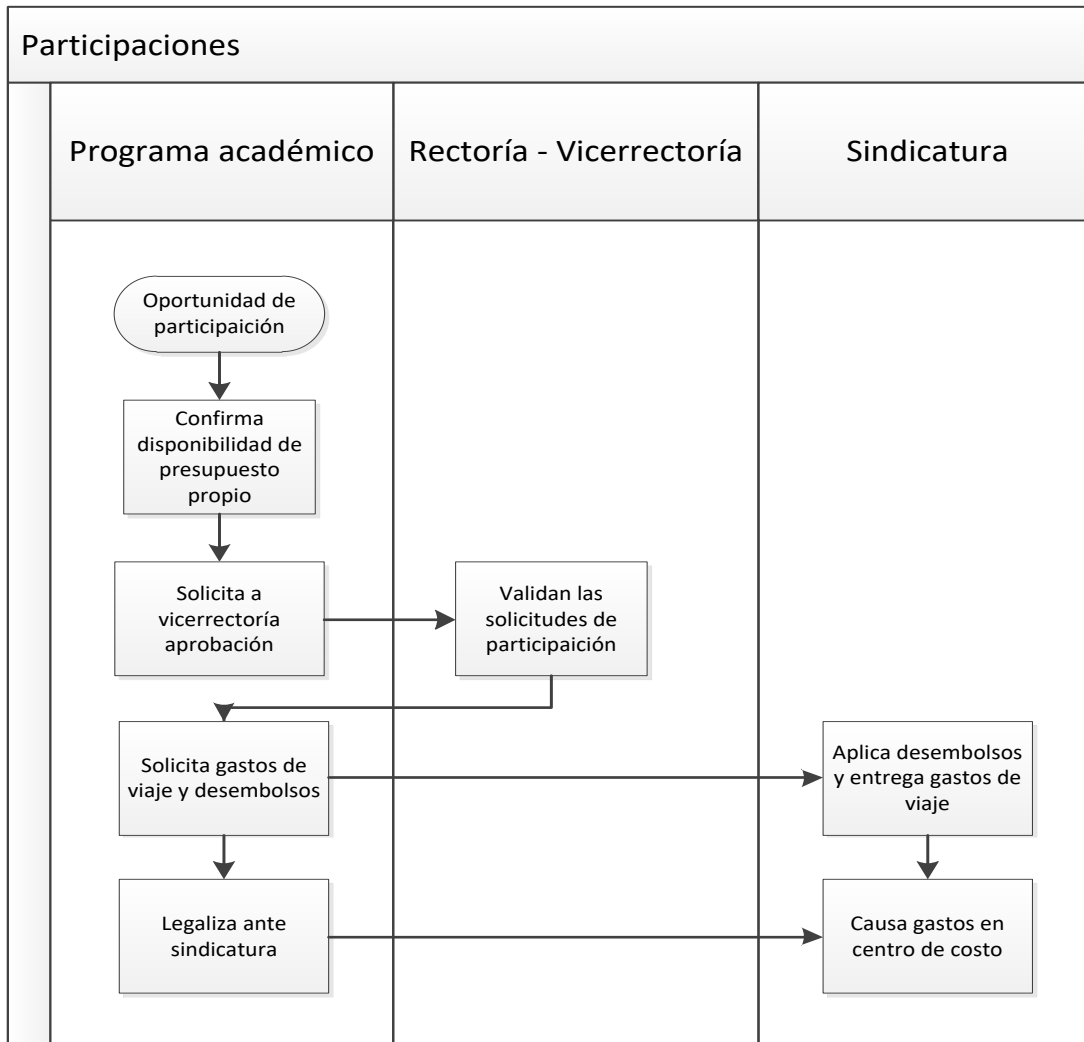 Participaciones
Programa académico
Rectoría - Vicerrectoría
Sindicatura
Oportunidad de
participaición
Confirma
disponibilidad de
presupuesto
propio
Solicita a
vicerrectoría
aprobación
Validan las
solicitudes de
participaición
Solicita gastos de
viaje y desembolsos
Aplica desembolsos
y entrega gastos de
viaje
Legaliza ante
sindicatura
Causa gastos en
centro de costo